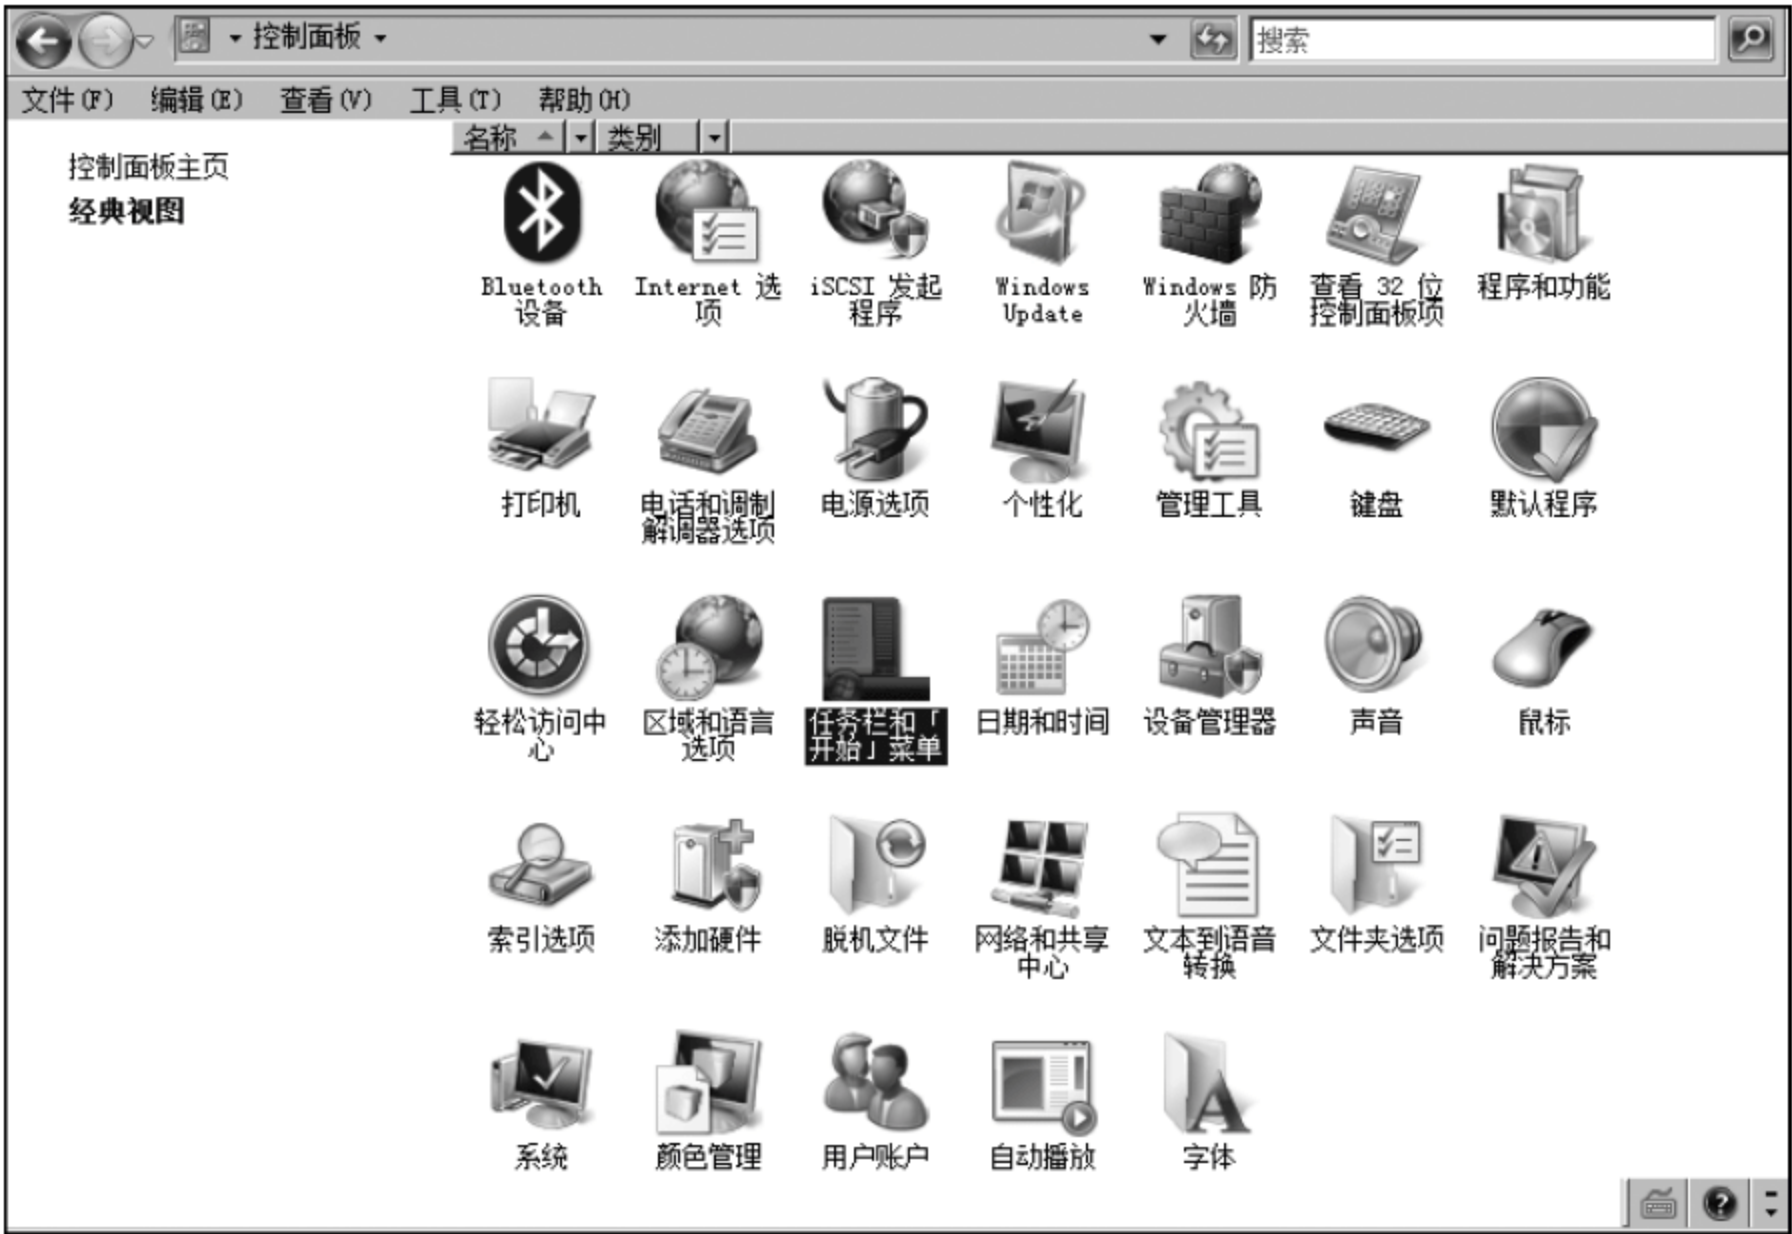 控制面板
搜索
文件(F) 编辑(E) 查看(V) 工具(T) 帮助(H)
名称 类别
控制面板主页
经典视图
Bluetooth
设备
Internet 选
项
iSCSI 发起
程序
Windows
Update
Windows 防
火墙
查看 32 位
控制面板项
程序和功能
打印机
电话和调制
解调器选项
电源选项
个性化
管理工具
键盘
默认程序
轻松访问中
心
区域和语言
选项
任务栏和「
开始」菜单
日期和时间
设备管理器
声音
鼠标
索引选项
添加硬件
脱机文件
网络和共享
中心
文本到语音
转换
文件夹选项
问题报告和
解决方案
系统
颜色管理
用户账户
自动播放
字体